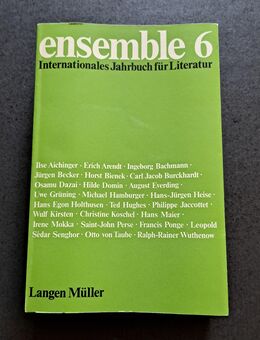 ensemble 6
Internationales Jahrbuch für Literatur
Ilse Aichinger · Erich Arendt · Ingeborg Bachmann ·
Jürgen Becker · Horst Bienek · Carl Jacob Burckhardt ·
Osamu Dazai · Hilde Domin · August Everding ·
Uwe Grüning · Michael Hamburger · Hans-Jürgen Heise ·
Hans Egon Holthusen · Ted Hughes · Philippe Jaccottet ·
Wulf Kirsten · Christine Koschel · Hans Maier ·
Irene Mokka · Saint-John Perse · Francis Ponge · Leopold
Sédar Senghor · Otto von Taube · Ralph-Rainer Wuthenow
Langen Müller